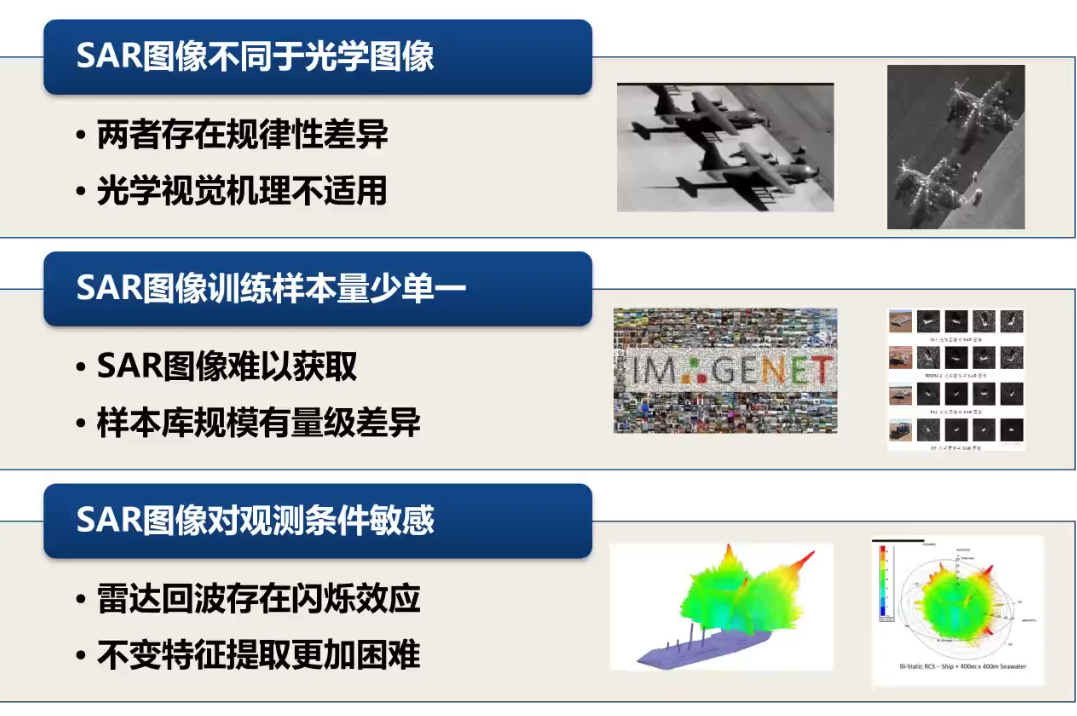 SAR图像不同于光学图像
• 两者存在规律性差异
• 光学视觉机理不适用
SAR图像训练样本量少单一
• SAR图像难以获取
• 样本库规模有量级差异
IMAGENET
SAR图像对观测条件敏感
• 雷达回波存在闪烁效应
• 不变特征提取更加困难
Bi-Static RCS - Ship + 400m x 400m Seawater